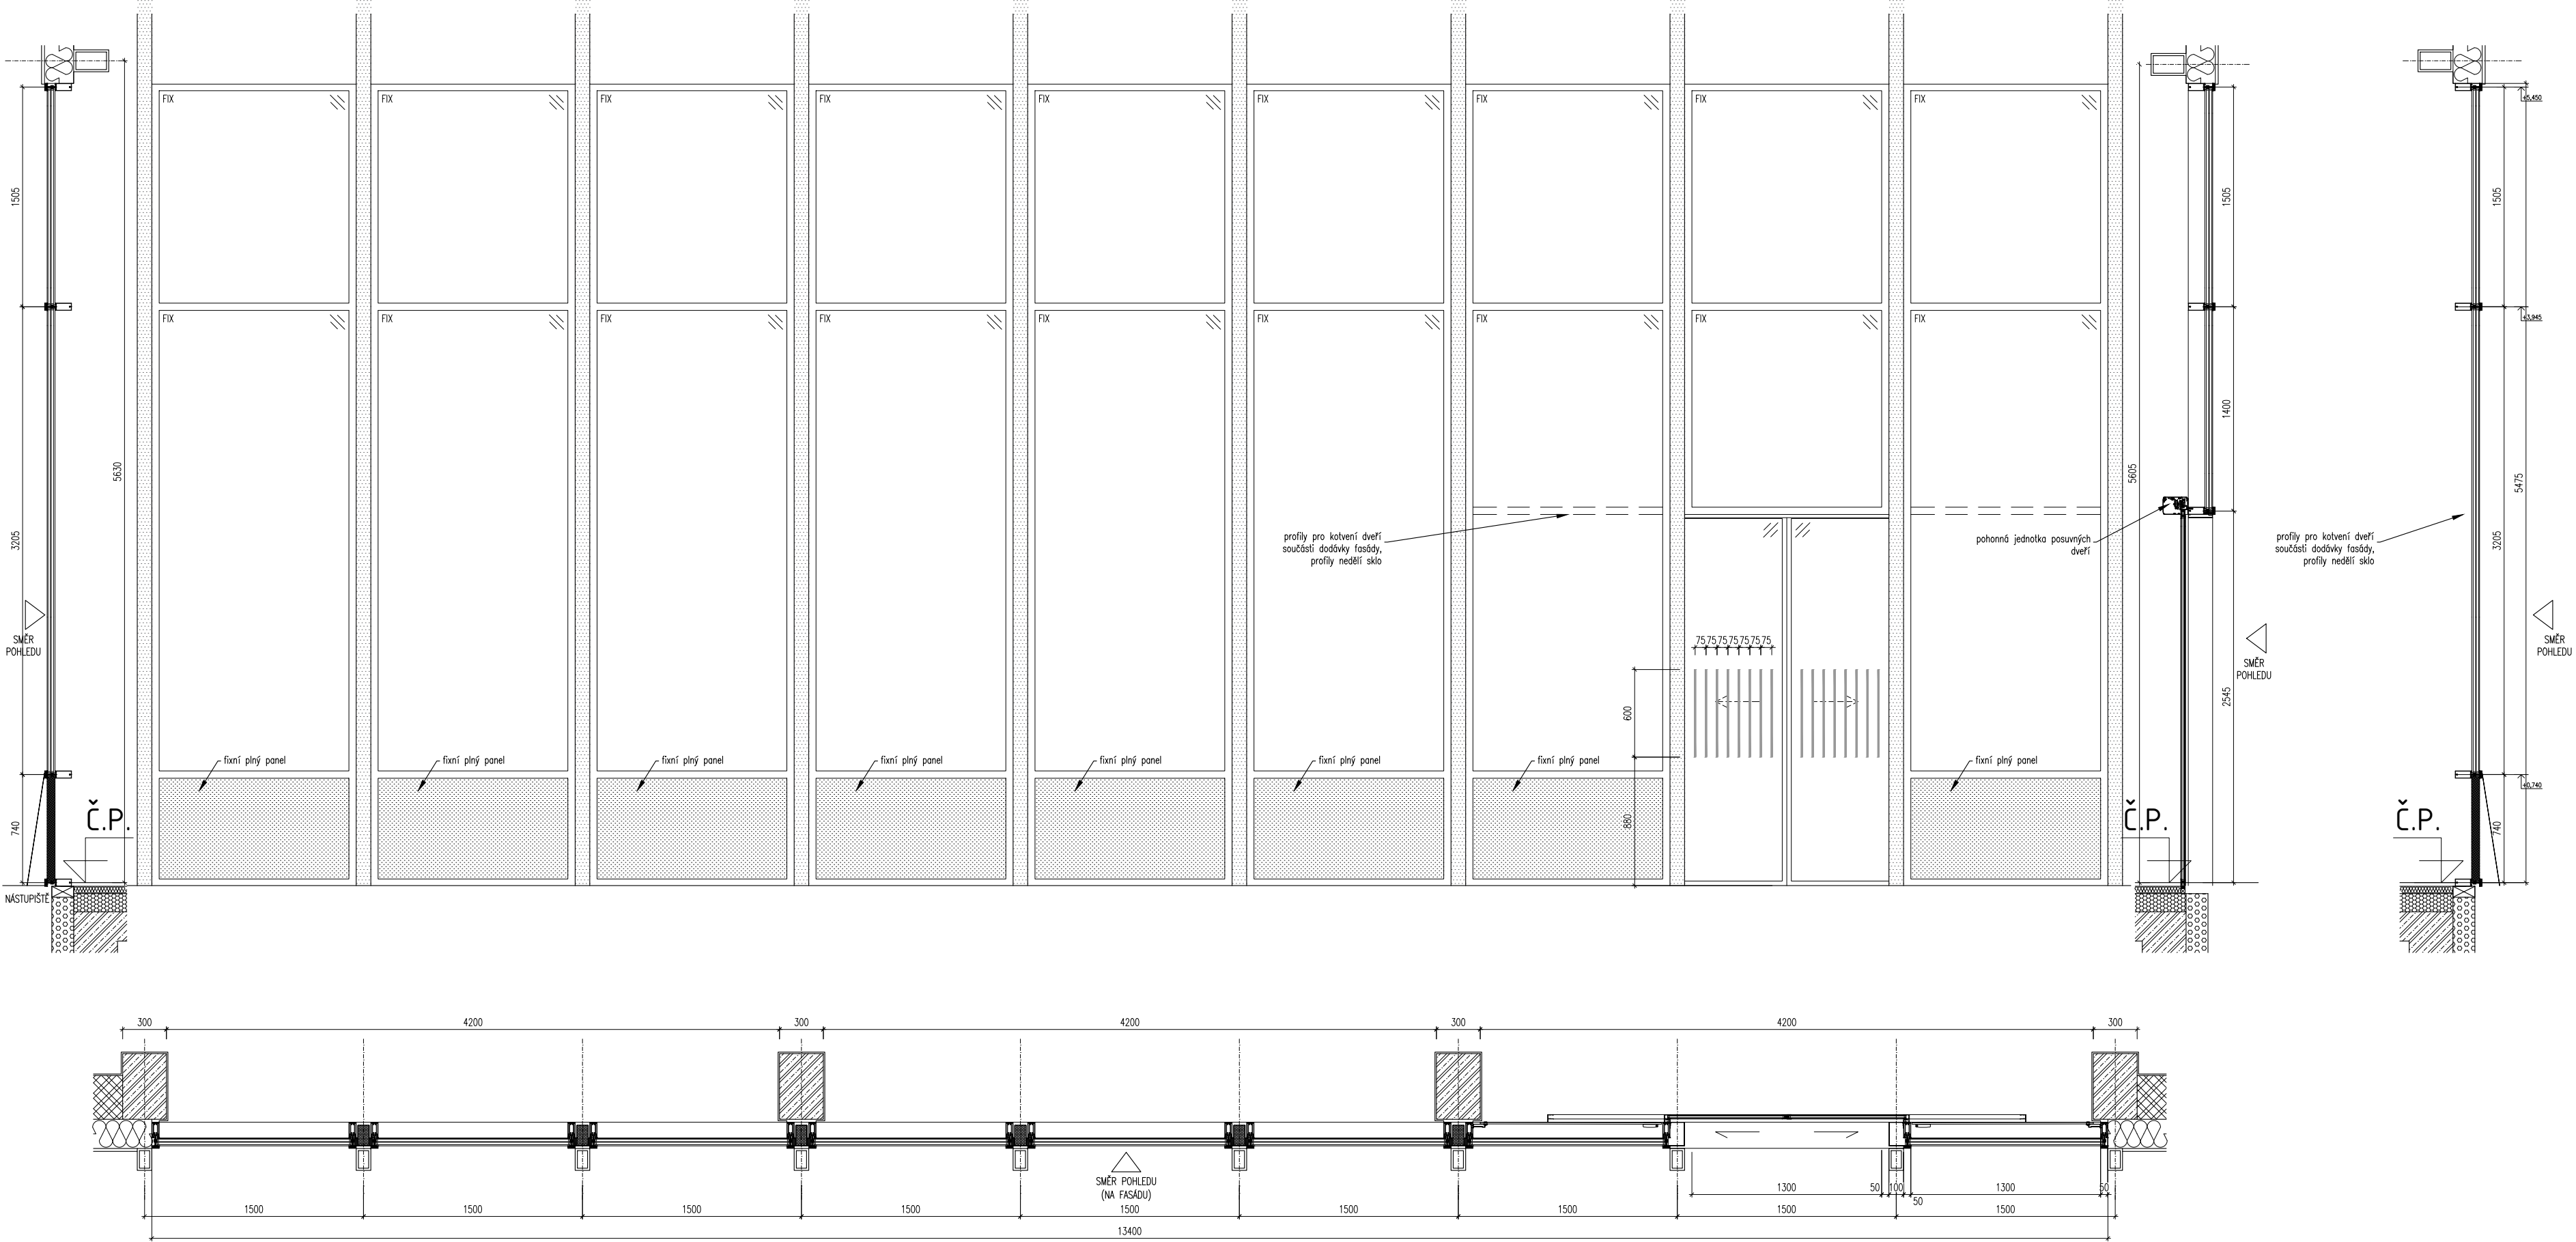 FIX FIX FIX FIX FIX FIX FIX FIX FIX
+5,450
1505 1505 1505
FIX FIX FIX FIX FIX FIX FIX FIX FIX
+3,945
1400
5630 5605 5475
3205 3205
profily pro kotvení dveří
součástí dodávky fasády,
profily nedělí sklo
pohonná jednotka posuvných
dveří
profily pro kotvení dveří
součástí dodávky fasády,
profily nedělí sklo
SMĚR
POHLEDU
SMĚR
POHLEDU
SMĚR
POHLEDU
75 75 75 75 75 75 75
600
2545
fixní plný panel fixní plný panel fixní plný panel fixní plný panel fixní plný panel fixní plný panel fixní plný panel fixní plný panel
+0,740
740 880 740
Č.P. Č.P. Č.P.
NÁSTUPIŠTĚ
300 4200 300 4200 300 4200 300
SMĚR POHLEDU
(NA FASÁDU)
1300 50 100 50 1300 50
1500 1500 1500 1500 1500 1500 1500 1500 1500
13400